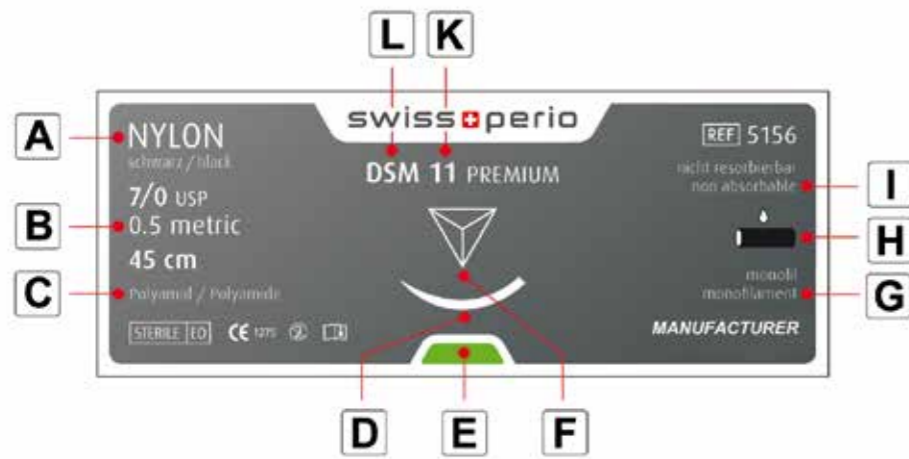 L K
swiss perio
A
NYLON
schwarz / black
7/0 USP
B
0.5 metric
45 cm
C
Polyamid / Polyamide
STERILE EO CE 1275 2
DSM 11 PREMIUM
REF 5156
nicht resorbierbar
non absorbable
I
H
monofil
monofilament
G
MANUFACTURER
D E F